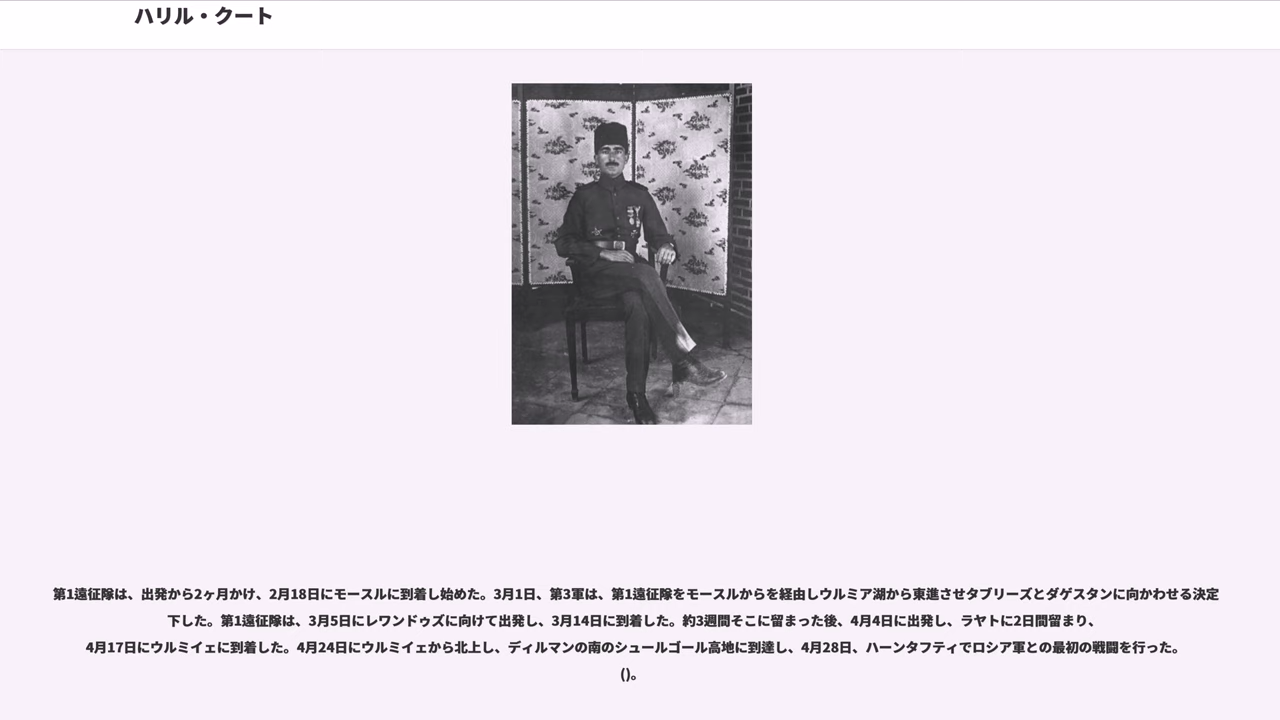 ハリル・クート
第1遠征隊は、出発から2ヶ月かけ、2月18日にモースルに到着し始めた。3月1日、第3軍は、第1遠征隊をモースルからを経由しウルミア湖から東進させタブリーズとダゲスタンに向かわせる決定
下した。第1遠征隊は、3月5日にレワンドゥズに向けて出発し、3月14日に到着した。約3週間そこに留まった後、4月4日に出発し、ラヤトに2日間留まり、
4月17日にウルミイェに到着した。4月24日にウルミイェから北上し、ディルマンの南のシュールゴール高地に到達し、4月28日、ハーンタフティでロシア軍との最初の戦闘を行った。
()。